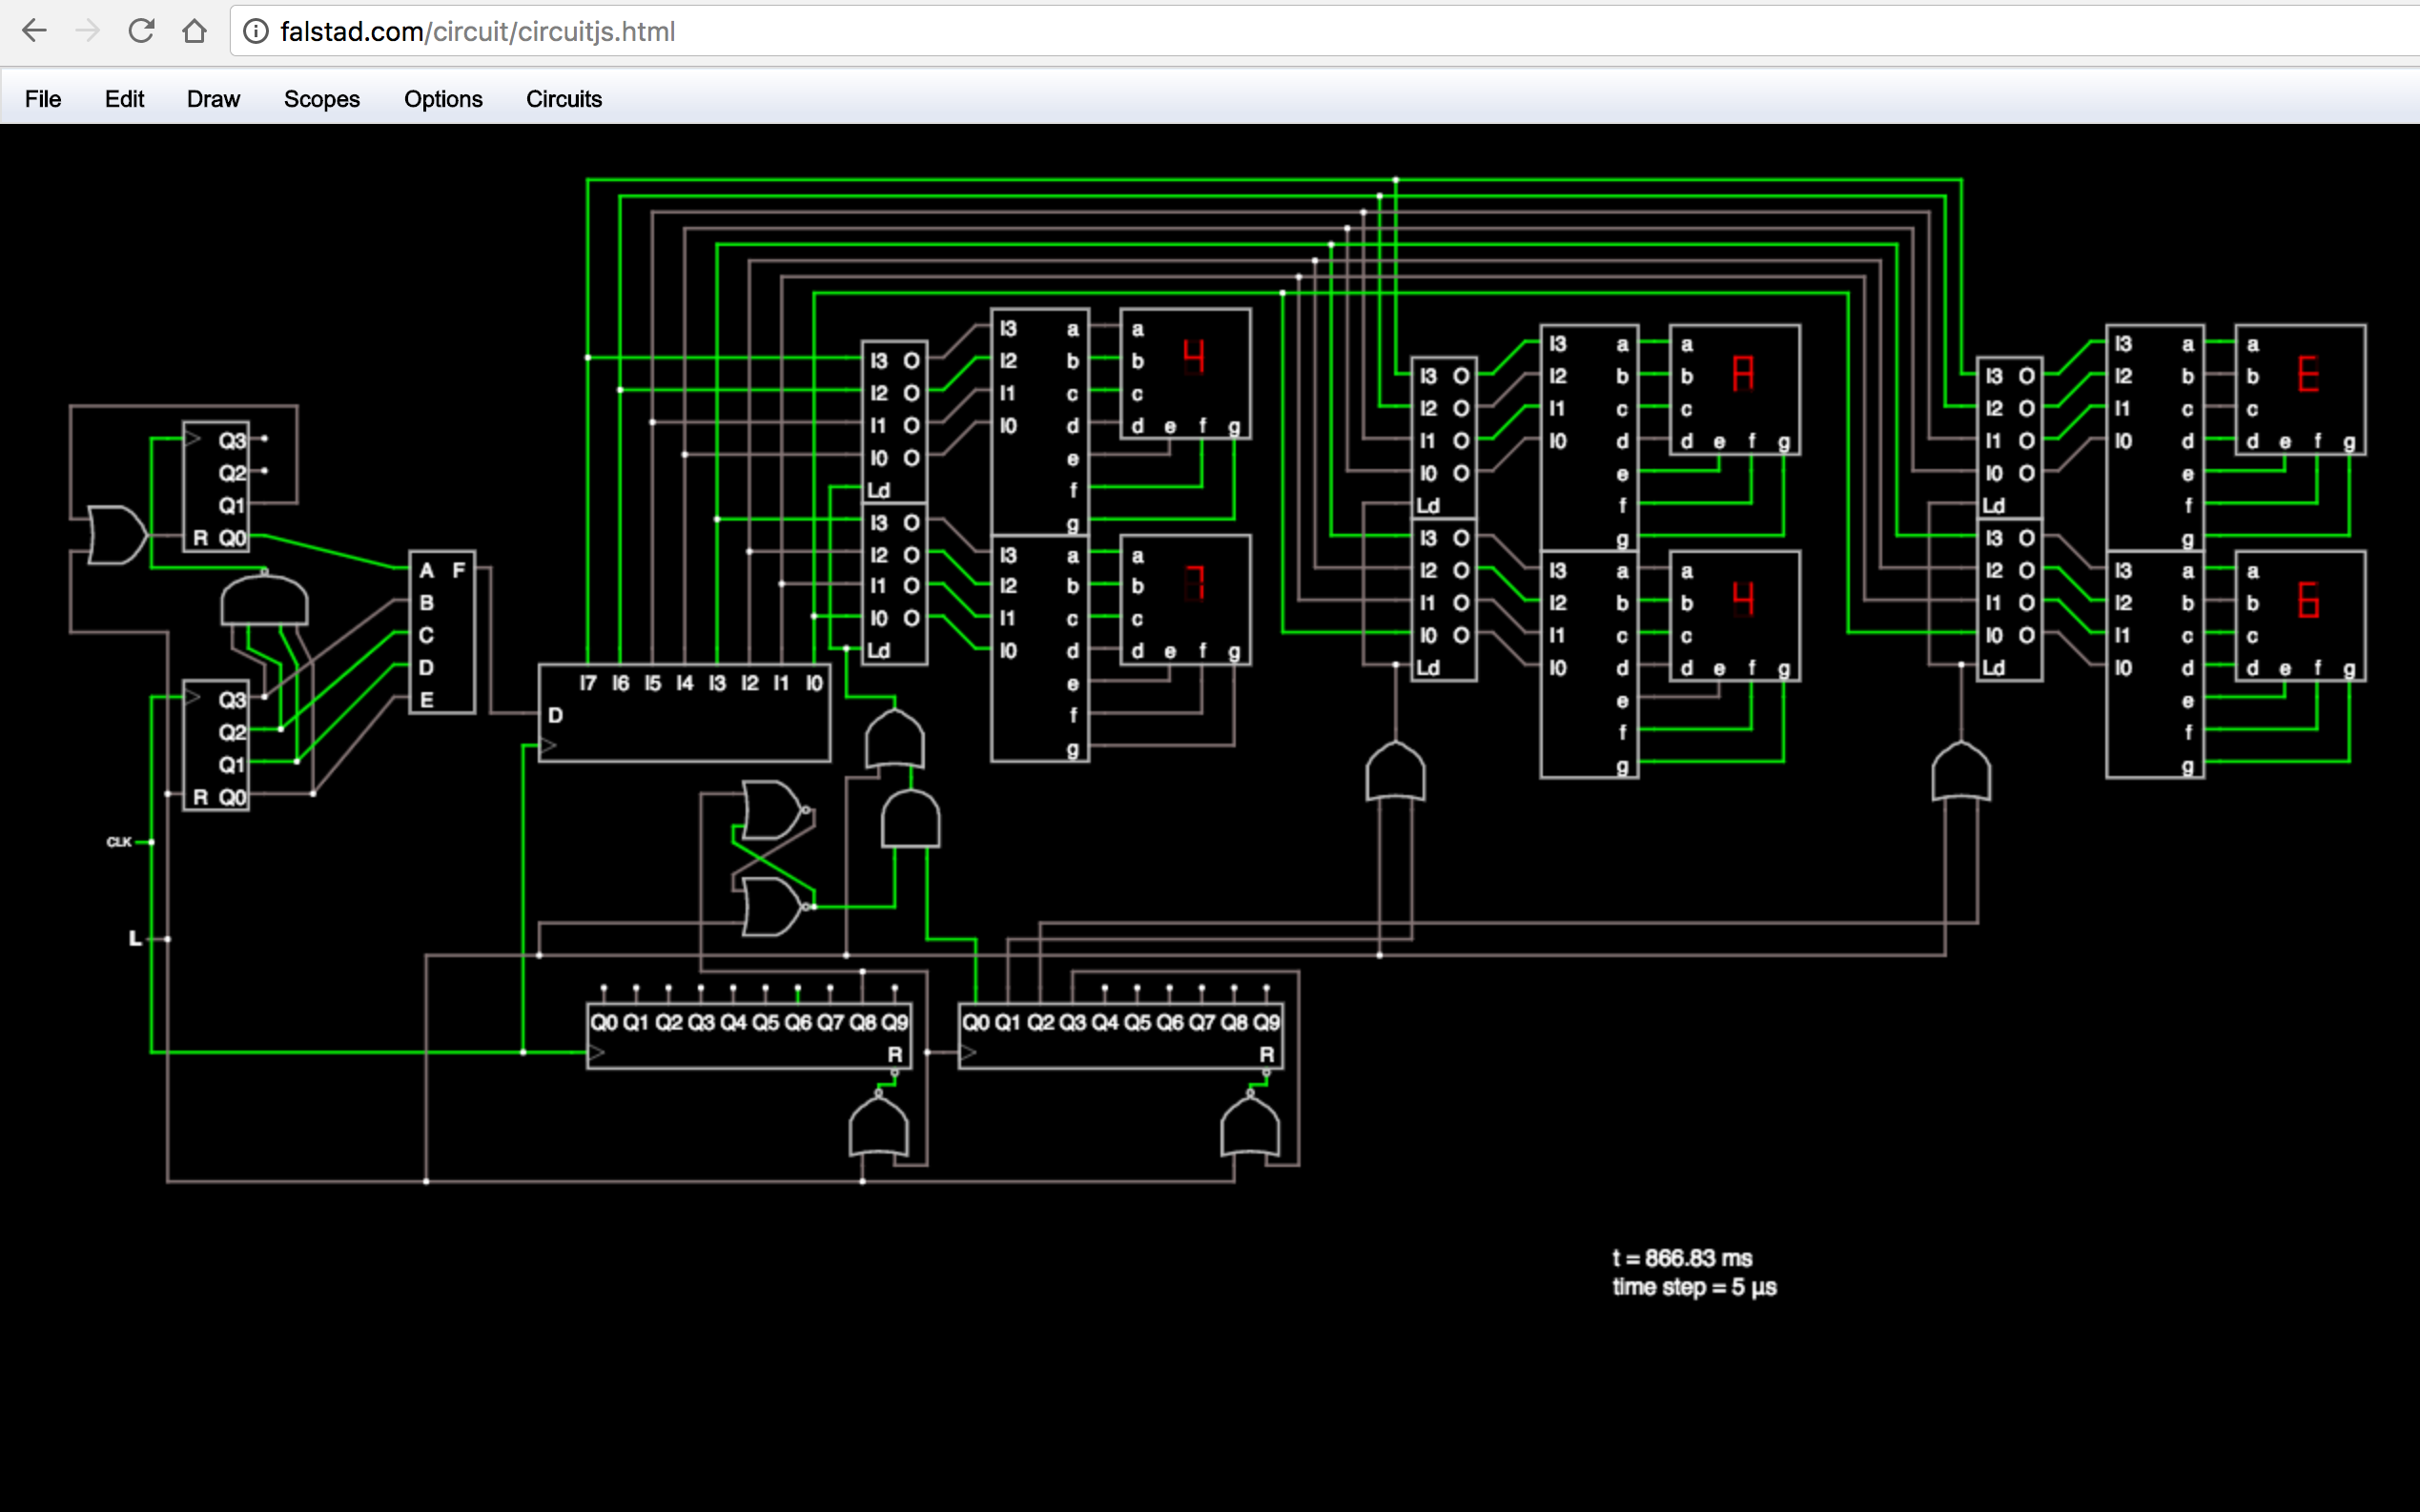 falstad.com/circuit/circuitjs.html
File Edit Draw Scopes Options Circuits
I3 a a 4
I3 O I2 b b
I2 O I1 c c
I1 O I0 d d e f g
I0 O e
Ld f
g
I3 O I3 a a 7
I2 O I2 b b
I1 O I1 c c
I0 O I0 d d e f g
Ld e
f
g
I3 a a A
I3 O I2 b b
I2 O I1 c c
I1 O I0 d d e f g
I0 O e
Ld f
g
I3 O I3 a a 4
I2 O I2 b b
I1 O I1 c c
I0 O I0 d d e f g
Ld e
f
g
I3 a a E
I3 O I2 b b
I2 O I1 c c
I1 O I0 d d e f g
I0 O e
Ld f
g
I3 O I3 a a 6
I2 O I2 b b
I1 O I1 c c
I0 O I0 d d e f g
Ld e
f
g
Q3
Q2
Q1
R Q0
A F
B
C
D
E
Q3
Q2
Q1
R Q0
I7 I6 I5 I4 I3 I2 I1 I0
D
CLK
L
Q0 Q1 Q2 Q3 Q4 Q5 Q6 Q7 Q8 Q9
R
Q0 Q1 Q2 Q3 Q4 Q5 Q6 Q7 Q8 Q9
R
t = 866.83 ms
time step = 5 µs